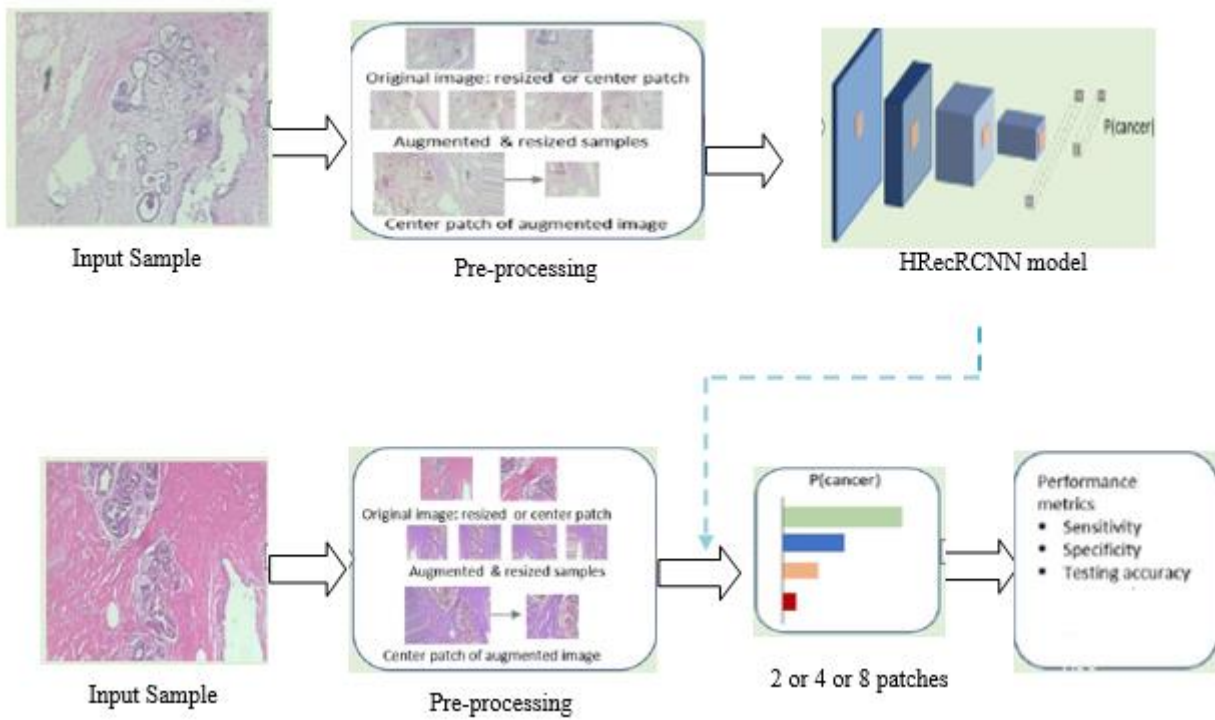 Original image: resized or center patch
Augmented & resized samples
Center patch of augmented image
P(cancer)
Input Sample
Pre-processing
HRecRCNN model
Original image: resized or center patch
Augmented & resized samples
Center patch of augmented image
P(cancer)
Performance
metrics
▪ Sensitivity
▪ Specificity
▪ Testing accuracy
Input Sample
Pre-processing
2 or 4 or 8 patches